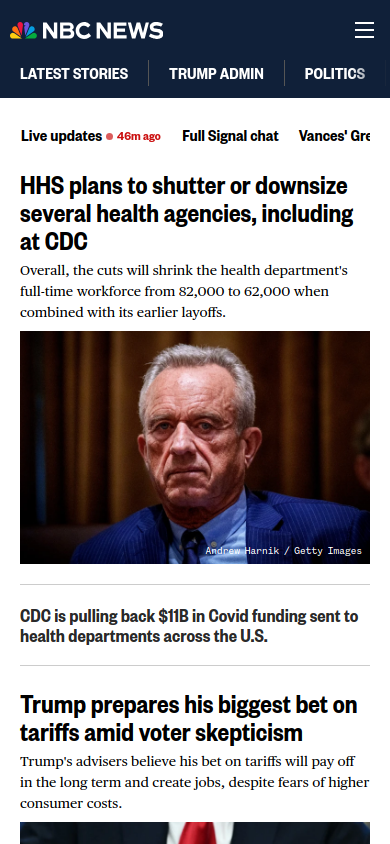 NBC NEWS
LATEST STORIES
TRUMP ADMIN
POLITICS
Live updates
46m ago
Full Signal chat
Vances' Gre
HHS plans to shutter or downsize
several health agencies, including
at CDC
Overall, the cuts will shrink the health department's
full-time workforce from 82,000 to 62,000 when
combined with its earlier layoffs.
Andrew Harnik / Getty Images
CDC is pulling back $11B in Covid funding sent to
health departments across the U.S.
Trump prepares his biggest bet on
tariffs amid voter skepticism
Trump's advisers believe his bet on tariffs will pay off
in the long term and create jobs, despite fears of higher
consumer costs.